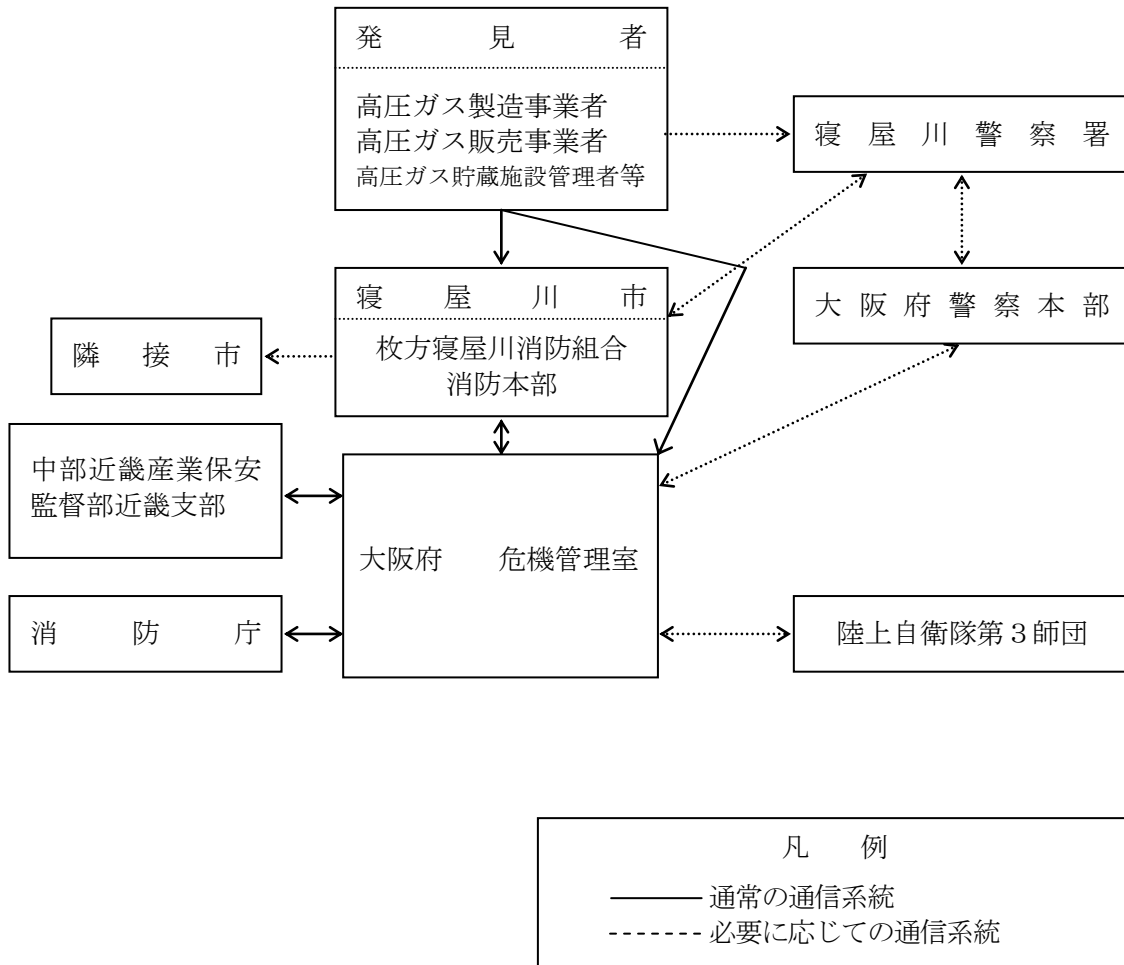 発見者
高圧ガス製造事業者
高圧ガス販売事業者
高圧ガス貯蔵施設管理者等
寝屋川警察署
寝屋川市
枚方寝屋川消防組合
消防本部
大阪府警察本部
隣接市
中部近畿産業保安
監督部近畿支部
大阪府　危機管理室
消防庁
陸上自衛隊第３師団
凡　例
通常の通信系統
必要に応じての通信系統